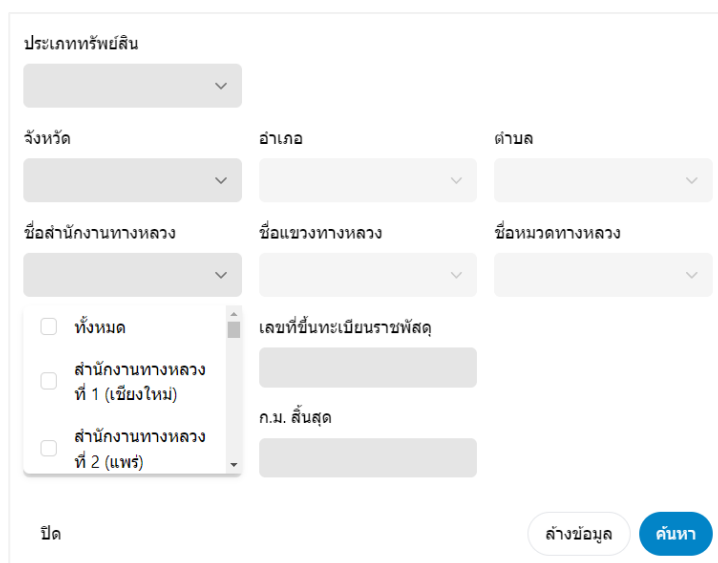 ประเภททรัพย์สิน
จังหวัด
อำเภอ
ตำบล
ชื่อสำนักงานทางหลวง
ชื่อแขวงทางหลวง
ชื่อหมวดทางหลวง
ทั้งหมด
สำนักงานทางหลวง
ที่ 1 (เชียงใหม่)
สำนักงานทางหลวง
ที่ 2 (แพร่)
เลขที่ขึ้นทะเบียนราชพัสดุ
ก.ม. สิ้นสุด
ปิด
ล้างข้อมูล
ค้นหา